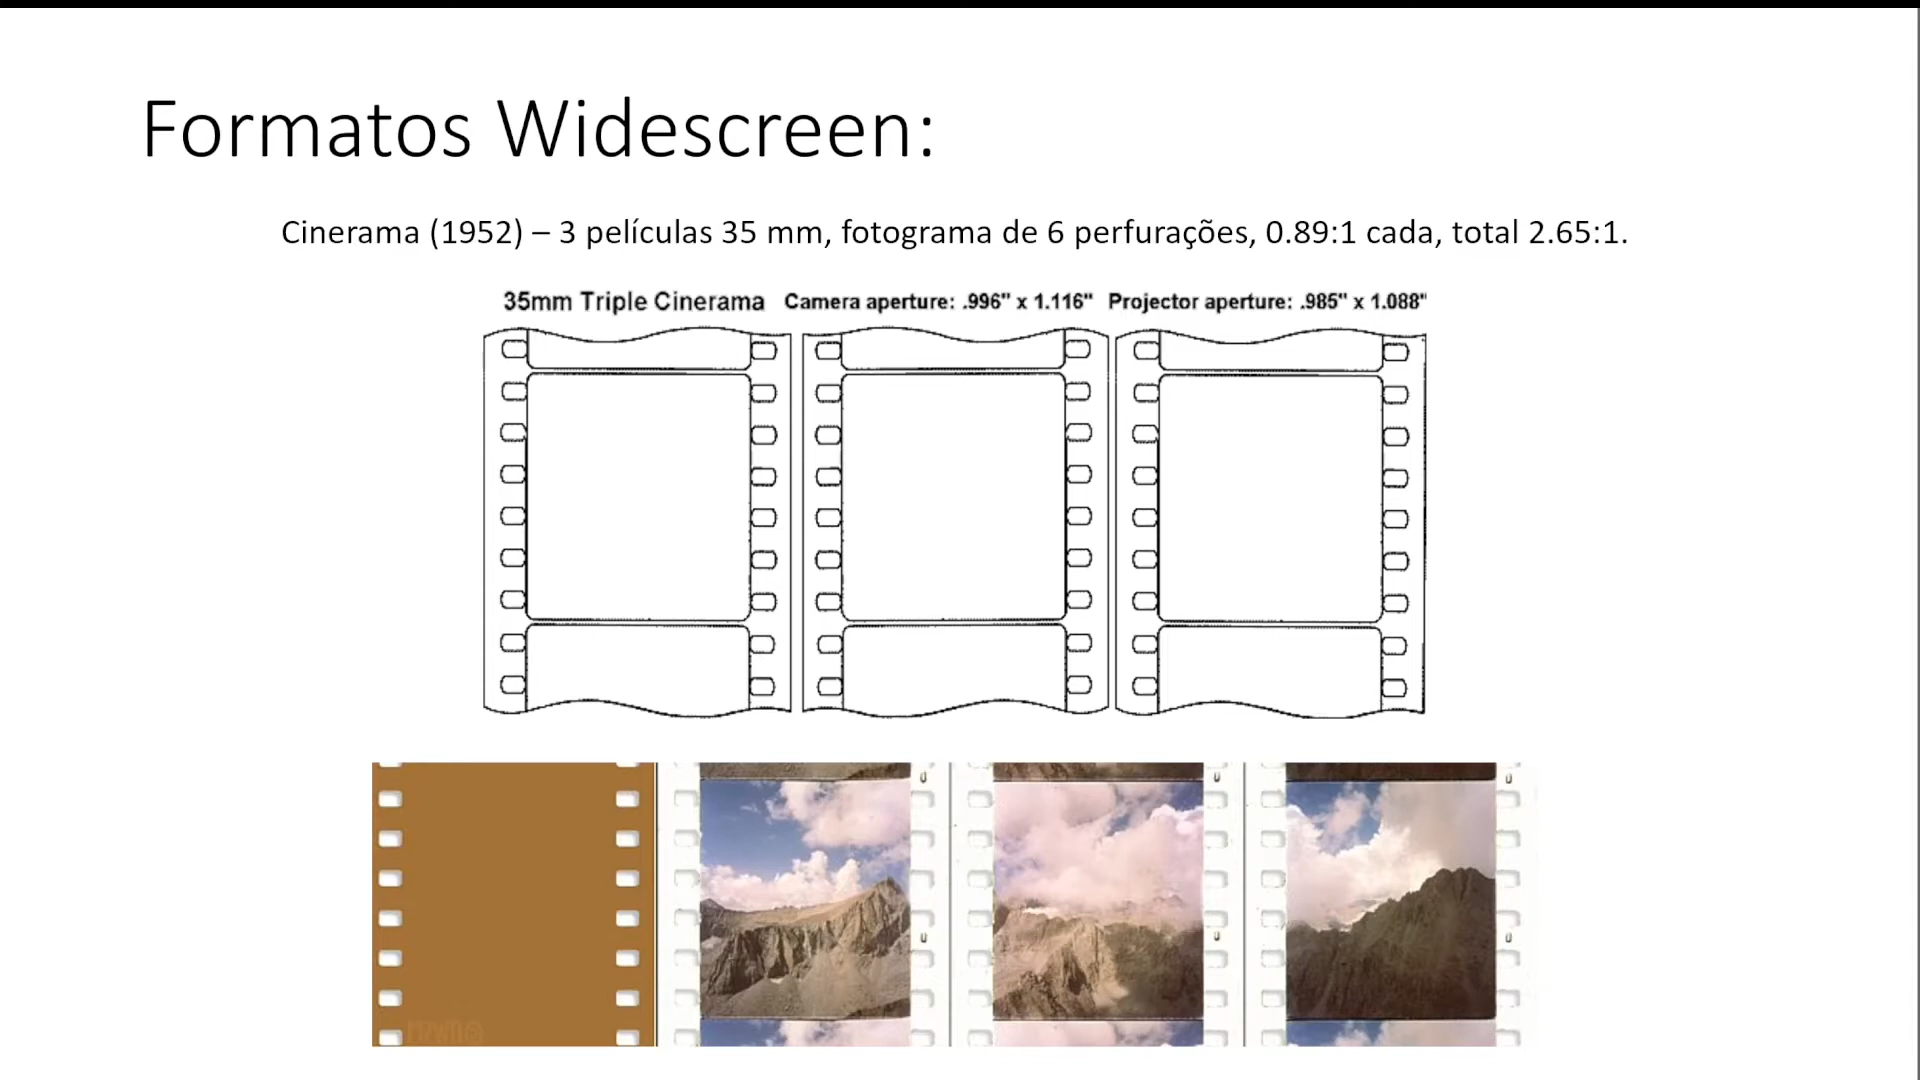 Formatos Widescreen:
Cinerama (1952) – 3 películas 35 mm, fotograma de 6 perfurações, 0.89:1 cada, total 2.65:1.
35mm Triple Cinerama Camera aperture: .996" x 1.116" Projector aperture: .985" x 1.088"